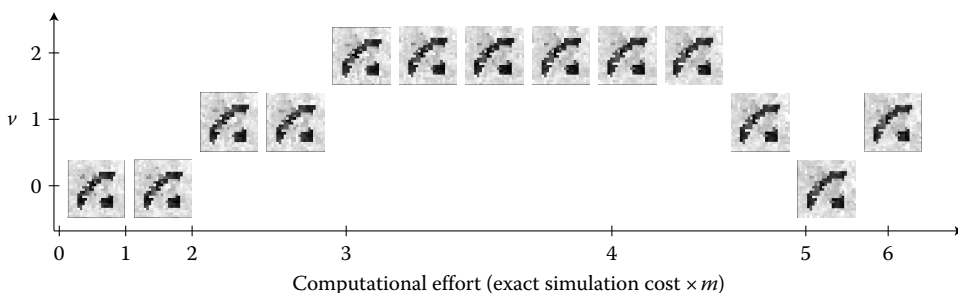 2
ν 1
0
0 1 2 3 4 5 6
Computational effort (exact simulation cost × m)